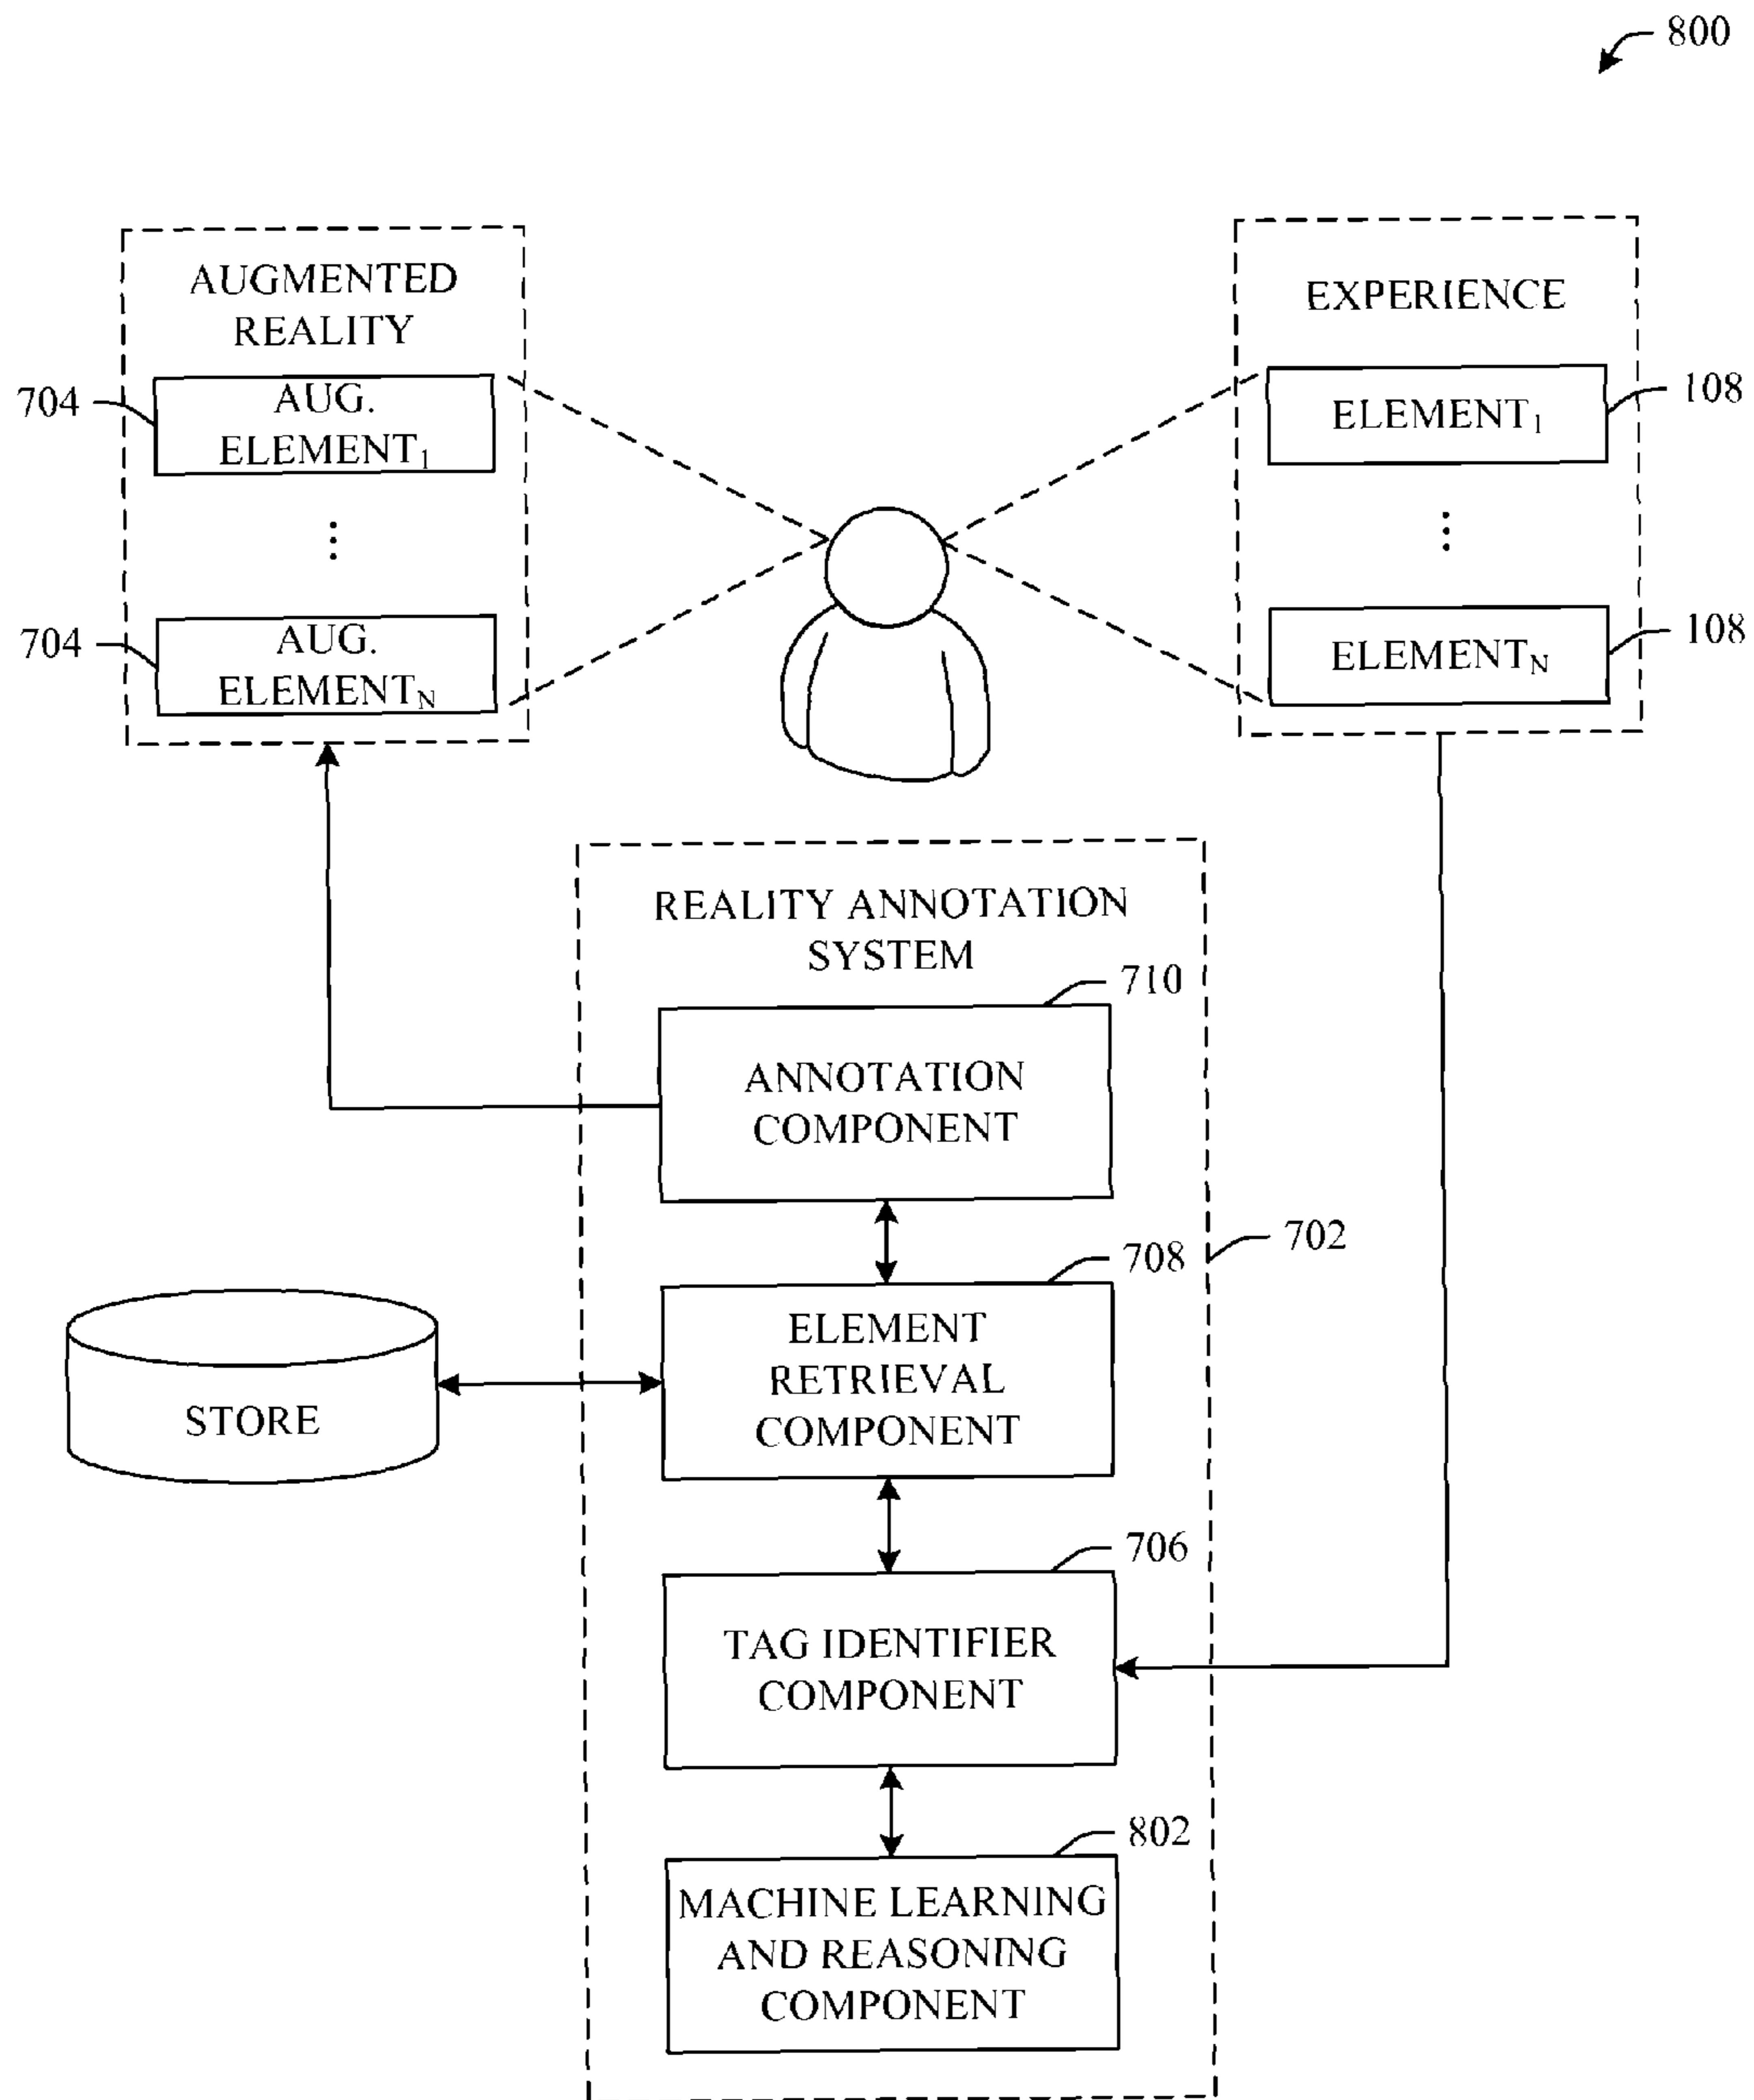 800
AUGMENTED
REALITY
EXPERIENCE
704
AUG.
ELEMENT₁
ELEMENT₁
108
704
AUG.
ELEMENTN
ELEMENTN
108
REALITY ANNOTATION
SYSTEM
710
ANNOTATION
COMPONENT
702
708
ELEMENT
RETRIEVAL
COMPONENT
STORE
706
TAG IDENTIFIER
COMPONENT
802
MACHINE LEARNING
AND REASONING
COMPONENT